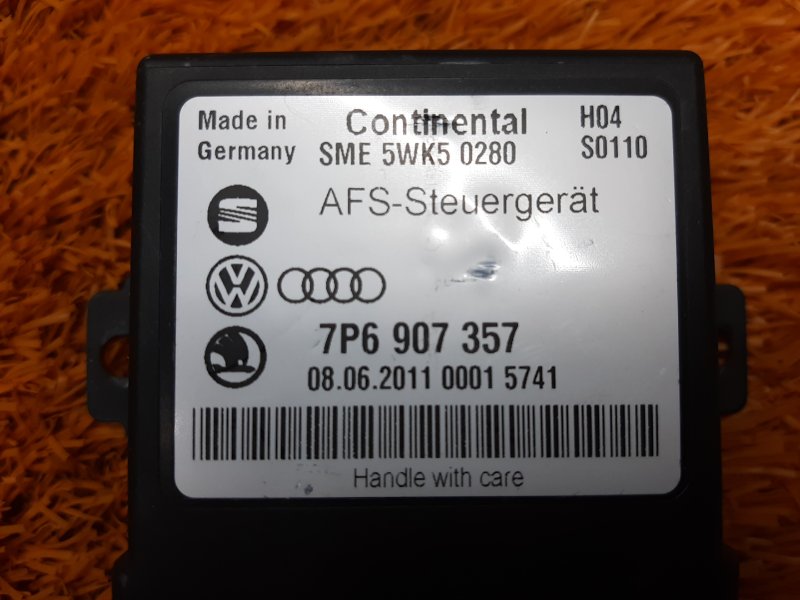 Made in Continental H04
Germany SME 5WK5 0280 S0110
AFS-Steuergerät
7P6 907 357
08.06.2011 0001 5741
Handle with care